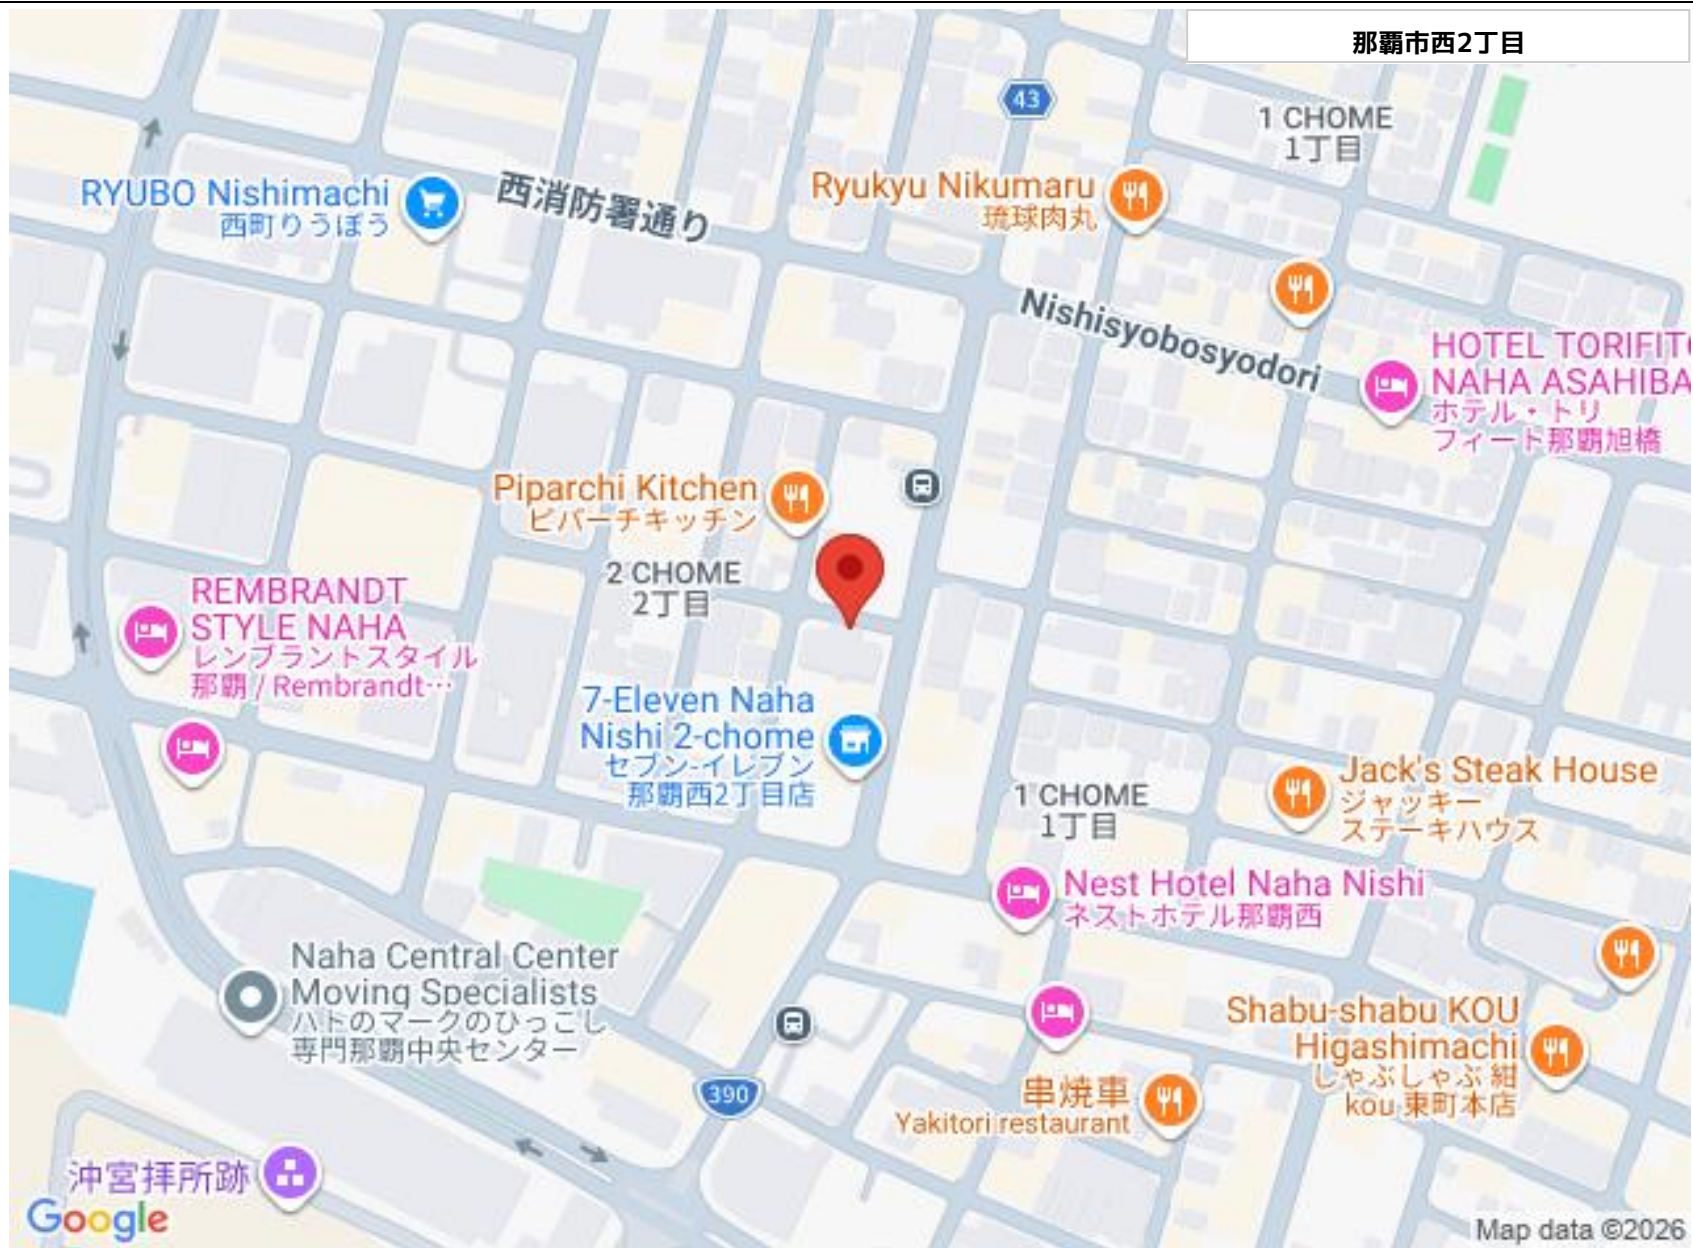 那覇市西2丁目
43
1 CHOME
1丁目
RYUBO Nishimachi
西町りうぼう
西消防署通り
Ryukyu Nikumaru
琉球肉丸
Nishisyobosyodori
HOTEL TORIFIT
NAHA ASAHIBA
ホテル・トリ
フィート那覇旭橋
Piparchi Kitchen
ピパーチキッチン
2 CHOME
2丁目
REMBRANDT
STYLE NAHA
レンブラントスタイル
那覇 / Rembrandt…
7-Eleven Naha
Nishi 2-chome
セブン-イレブン
那覇西2丁目店
1 CHOME
1丁目
Jack's Steak House
ジャッキー
ステーキハウス
Nest Hotel Naha Nishi
ネストホテル那覇西
Naha Central Center
Moving Specialists
ハトのマークのひっこし
専門那覇中央センター
Shabu-shabu KOU
Higashimachi
しゃぶしゃぶ 紺
kou 東町本店
390
串焼車
Yakitori restaurant
沖宮拝所跡
Google
Map data ©2026